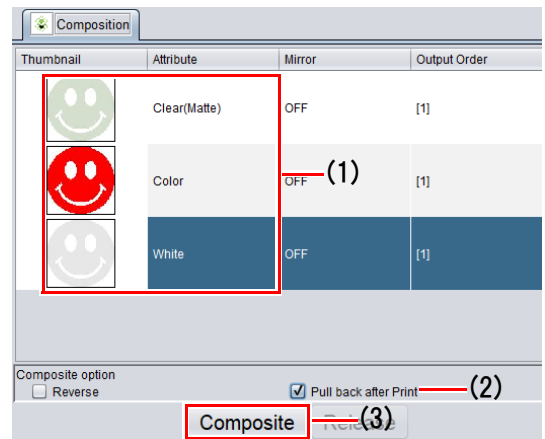 Composition
Thumbnail Attribute Mirror Output Order
Clear(Matte) OFF [1]
Color OFF (1) [1]
White OFF [1]
Composite option
Reverse Pull back after Print (2)
Composite (3) Release